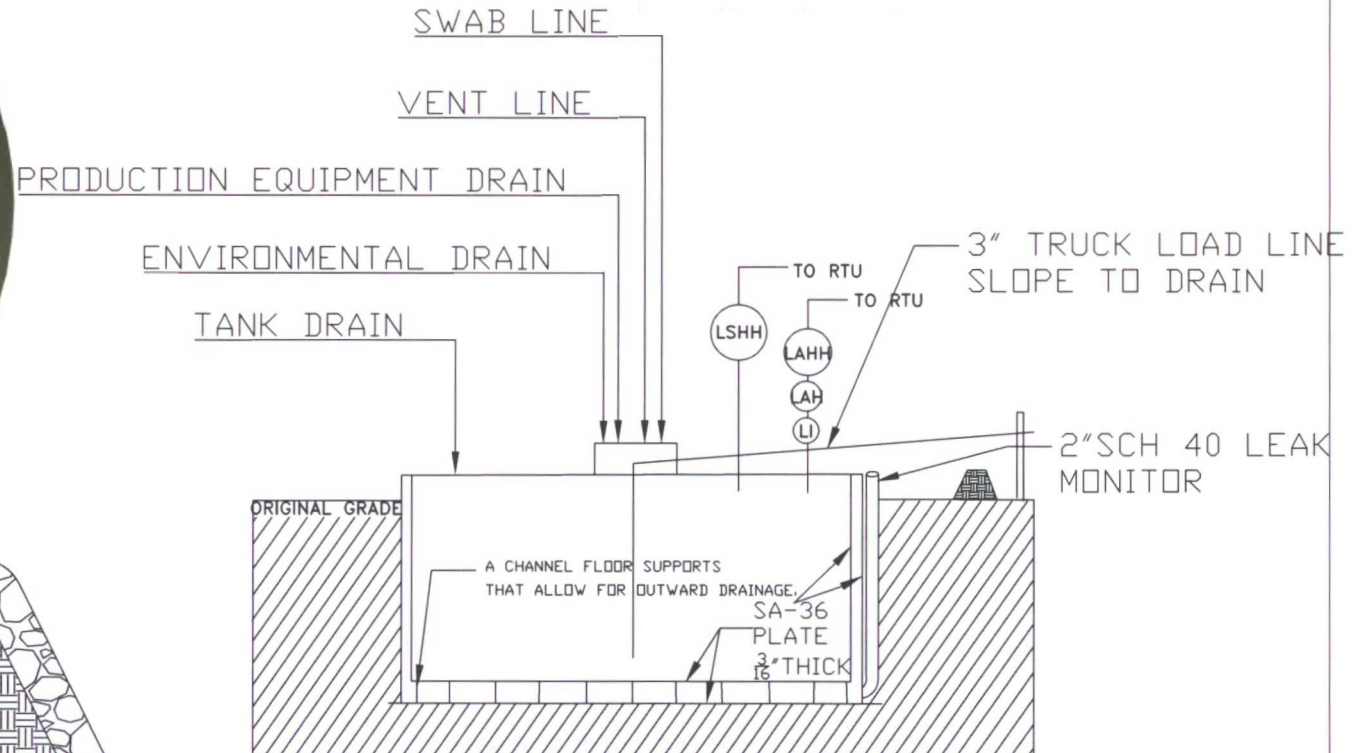 SWAB LINE
VENT LINE
PRODUCTION EQUIPMENT DRAIN
ENVIRONMENTAL DRAIN
TANK DRAIN
TO RTU
TO RTU
3" TRUCK LOAD LINE
SLOPE TO DRAIN
LSHH
LAHH
LAH
LI
2"SCH 40 LEAK
MONITOR
ORIGINAL GRADE
A CHANNEL FLOOR SUPPORTS
THAT ALLOW FOR OUTWARD DRAINAGE.
SA-36
PLATE
3/16" THICK